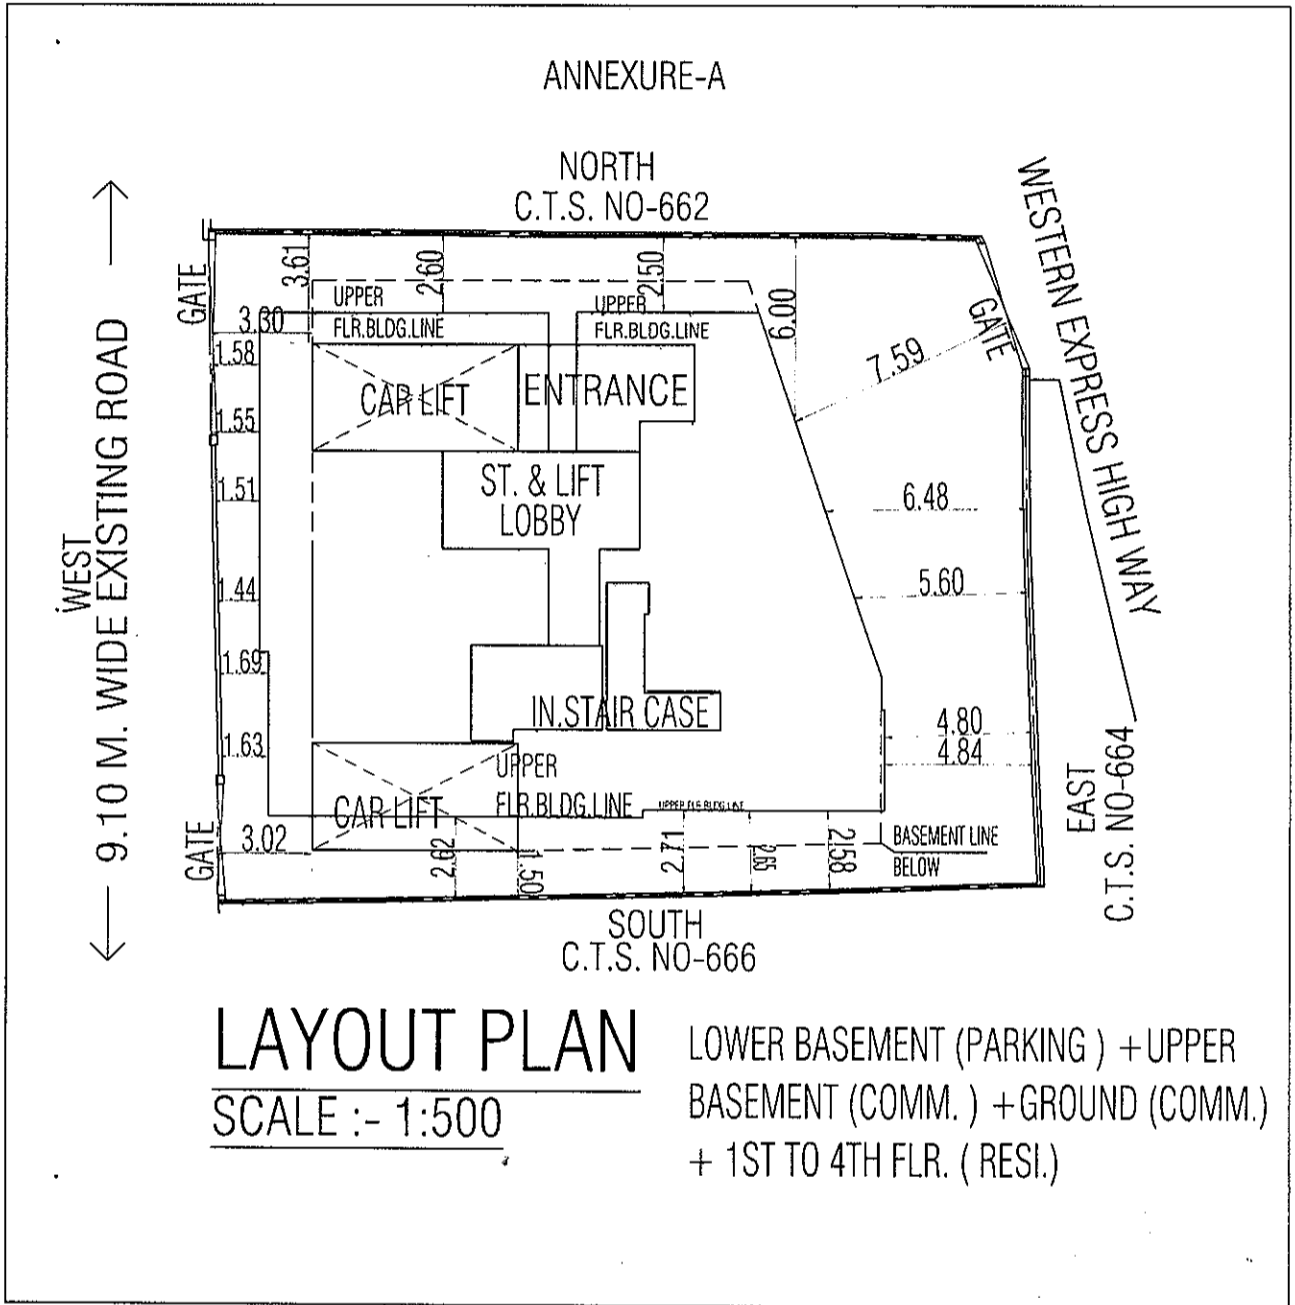 ANNEXURE-A
NORTH
C.T.S. NO-662
WESTERN EXPRESS HIGH WAY
GATE
GATE
3.61
2.60
2.50
6.00
UPPER
FLR.BLDG.LINE
UPPER
FLR.BLDG.LINE
3.30
1.58
7.59
CAR LIFT
ENTRANCE
1.55
ST. & LIFT
LOBBY
1.51
6.48
WEST
9.10 M. WIDE EXISTING ROAD
1.44
5.60
1.69
IN.STAIR CASE
4.80
4.84
1.63
UPPER
FLR.BLDG.LINE
UPPER FLR BLDG LINE
CAR LIFT
EAST
C.T.S. NO-664
GATE
3.02
2.62
1.50
2.71
2.65
2.58
BASEMENT LINE
BELOW
SOUTH
C.T.S. NO-666
LAYOUT PLAN
SCALE :- 1:500
LOWER BASEMENT (PARKING ) +UPPER
BASEMENT (COMM. ) +GROUND (COMM.)
+ 1ST TO 4TH FLR. ( RESI.)